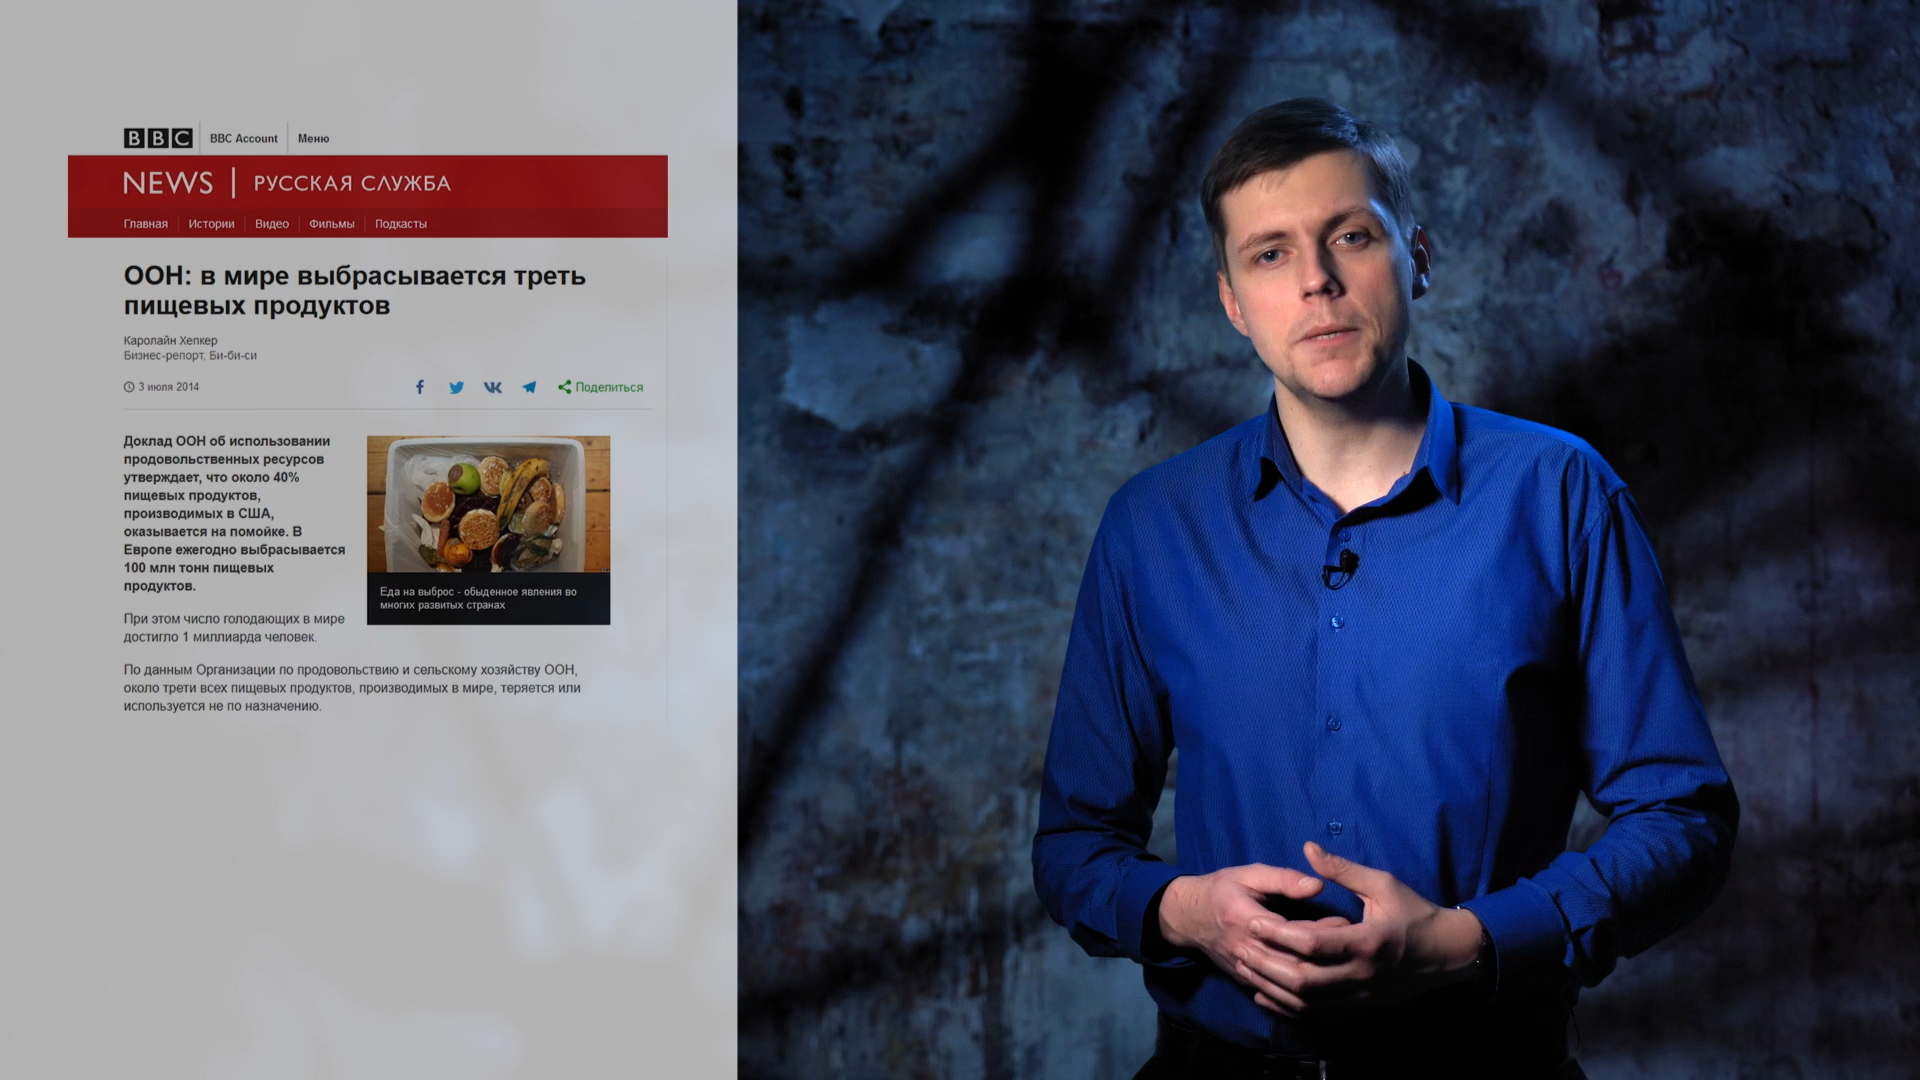 BBC BBC Account Меню
NEWS | РУССКАЯ СЛУЖБА
Главная Истории Видео Фильмы Подкасты
ООН: в мире выбрасывается треть
пищевых продуктов
Каролайн Хепкер
Бизнес-репорт, Би-би-си
3 июля 2014
Поделиться
Доклад ООН об использовании
продовольственных ресурсов
утверждает, что около 40%
пищевых продуктов,
производимых в США,
оказывается на помойке. В
Европе ежегодно выбрасывается
100 млн тонн пищевых
продуктов.
Еда на выброс - обыденное явления во
многих развитых странах
При этом число голодающих в мире
достигло 1 миллиарда человек.
По данным Организации по продовольствию и сельскому хозяйству ООН,
около трети всех пищевых продуктов, производимых в мире, теряется или
используется не по назначению.